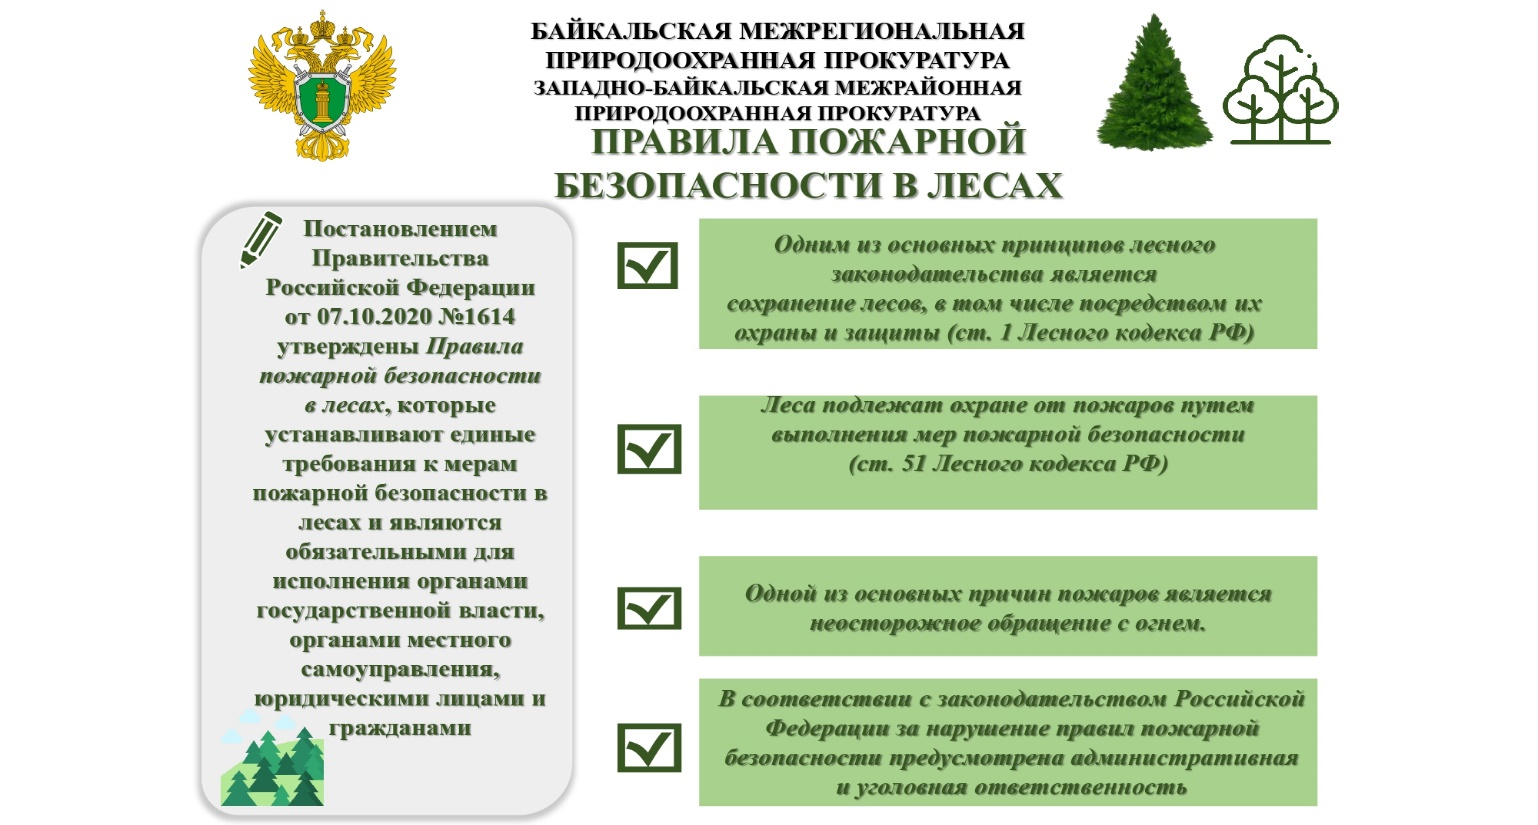 БАЙКАЛЬСКАЯ МЕЖРЕГИОНАЛЬНАЯ
ПРИРОДООХРАННАЯ ПРОКУРАТУРА
ЗАПАДНО-БАЙКАЛЬСКАЯ МЕЖРАЙОННАЯ
ПРИРОДООХРАННАЯ ПРОКУРАТУРА
ПРАВИЛА ПОЖАРНОЙ
БЕЗОПАСНОСТИ В ЛЕСАХ
Постановлением
Правительства
Российской Федерации
от 07.10.2020 №1614
утверждены Правила
пожарной безопасности
в лесах, которые
устанавливают единые
требования к мерам
пожарной безопасности в
лесах и являются
обязательными для
исполнения органами
государственной власти,
органами местного
самоуправления,
юридическими лицами и
гражданами
Одним из основных принципов лесного
законодательства является
сохранение лесов, в том числе посредством их
охраны и защиты (ст. 1 Лесного кодекса РФ)
Леса подлежат охране от пожаров путем
выполнения мер пожарной безопасности
(ст. 51 Лесного кодекса РФ)
Одной из основных причин пожаров является
неосторожное обращение с огнем.
В соответствии с законодательством Российской
Федерации за нарушение правил пожарной
безопасности предусмотрена административная
и уголовная ответственность